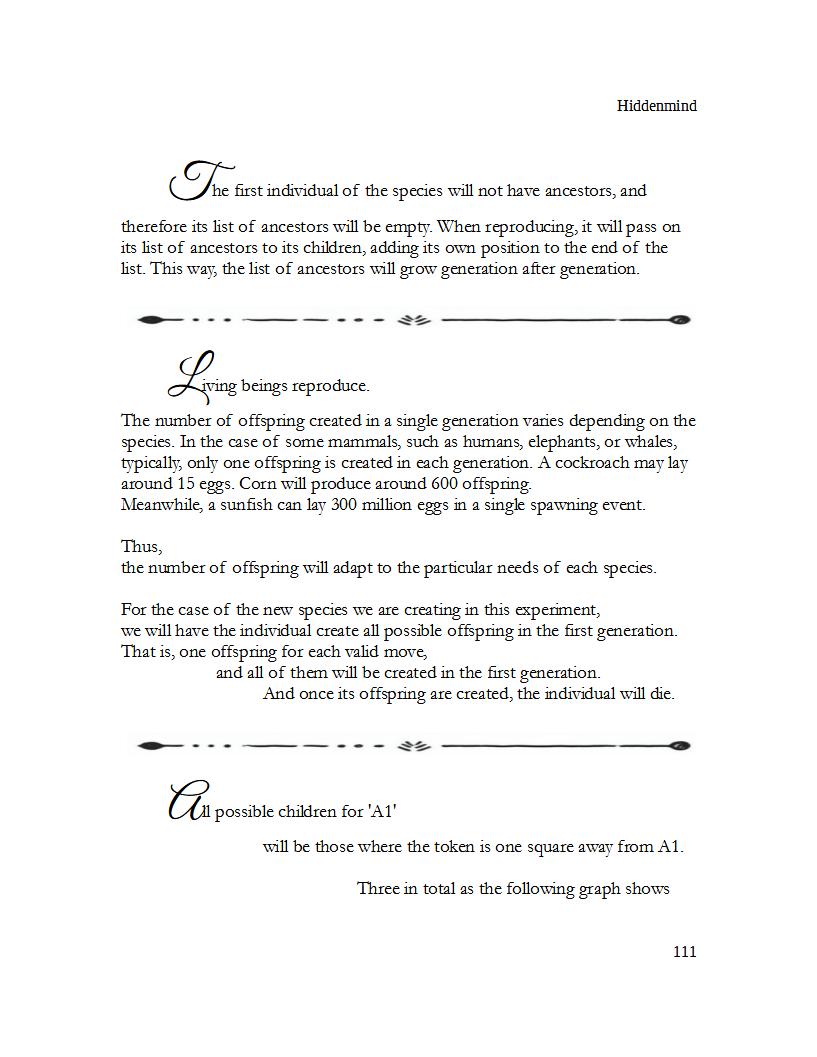 Hiddenmind
The first individual of the species will not have ancestors, and
therefore its list of ancestors will be empty. When reproducing, it will pass on
its list of ancestors to its children, adding its own position to the end of the
list. This way, the list of ancestors will grow generation after generation.
Living beings reproduce.
The number of offspring created in a single generation varies depending on the
species. In the case of some mammals, such as humans, elephants, or whales,
typically, only one offspring is created in each generation. A cockroach may lay
around 15 eggs. Corn will produce around 600 offspring.
Meanwhile, a sunfish can lay 300 million eggs in a single spawning event.
Thus,
the number of offspring will adapt to the particular needs of each species.
For the case of the new species we are creating in this experiment,
we will have the individual create all possible offspring in the first generation.
That is, one offspring for each valid move,
and all of them will be created in the first generation.
And once its offspring are created, the individual will die.
All possible children for 'A1'
will be those where the token is one square away from A1.
Three in total as the following graph shows
111